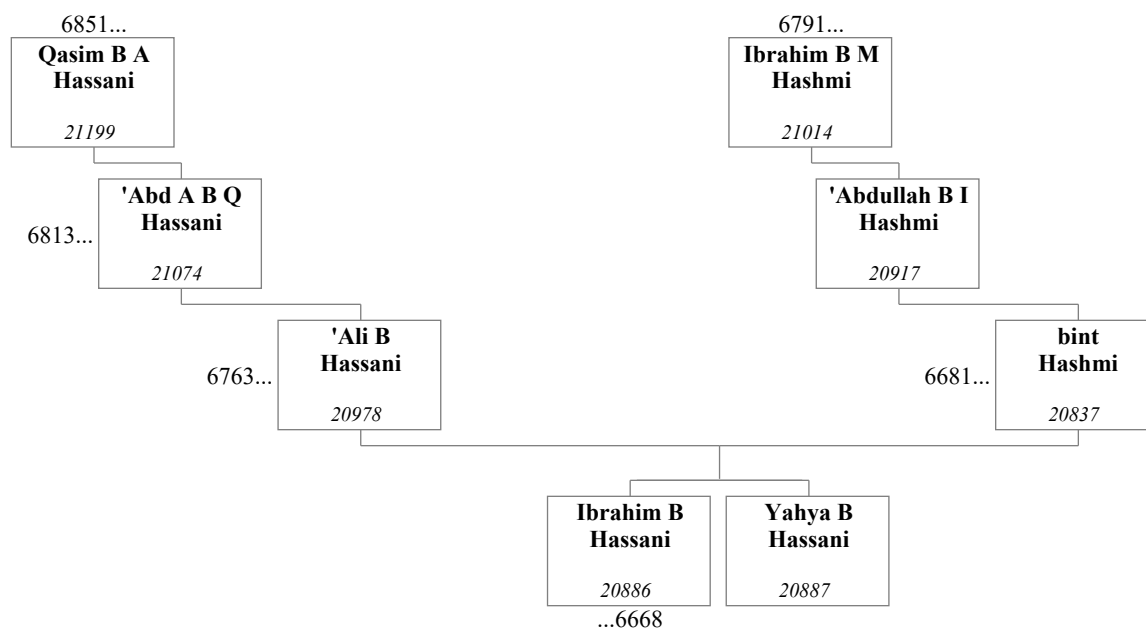 6851...
Qasim B A
Hassani
21199
6791...
Ibrahim B M
Hashmi
21014
6813...
'Abd A B Q
Hassani
21074
'Abdullah B I
Hashmi
20917
6763...
'Ali B
Hassani
20978
6681...
bint
Hashmi
20837
Ibrahim B
Hassani
20886
...6668
Yahya B
Hassani
20887